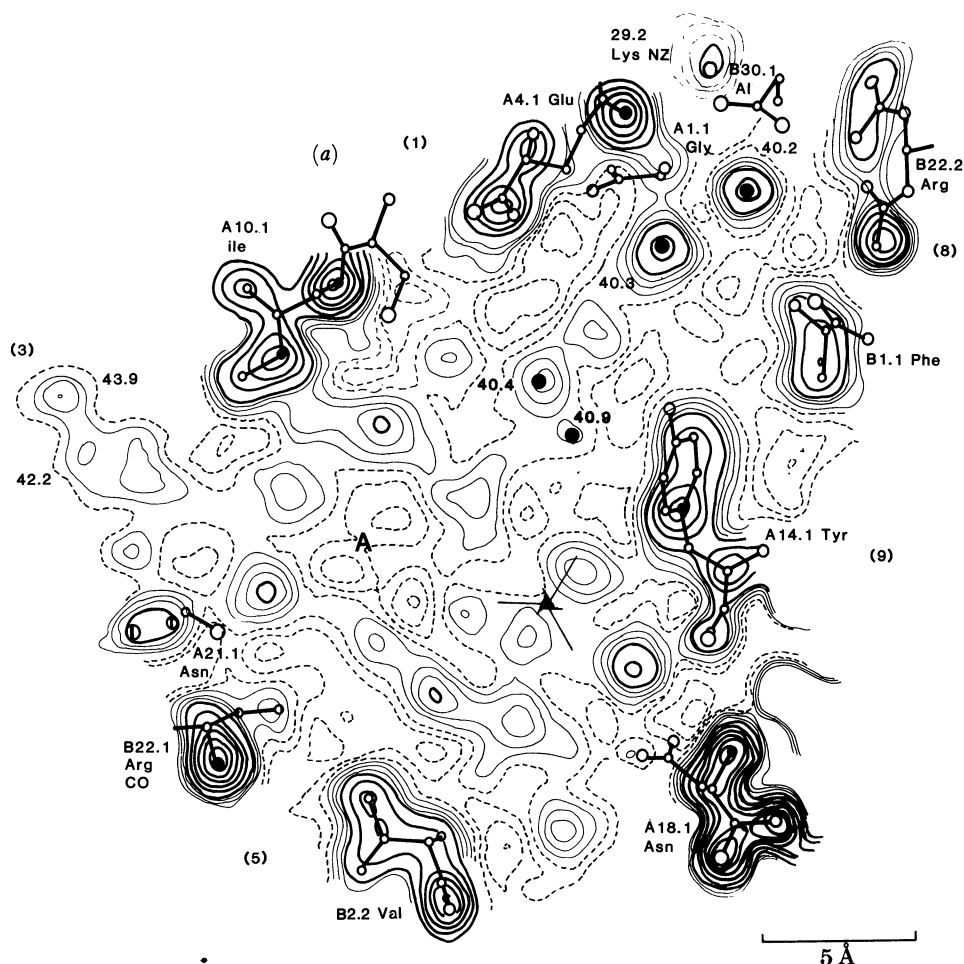 29.2
Lys NZ
B30.1
Al
A4.1 Glu
A1.1
Gly
(1)
(a)
40.2
B22.2
Arg
A10.1
ile
(8)
40.3
(3)
B1.1 Phe
43.9
40.4
40.9
42.2
A
A14.1 Tyr
(9)
A21.1
Asn
B22.1
Arg
CO
A18.1
Asn
(5)
B2.2 Val
5 Å